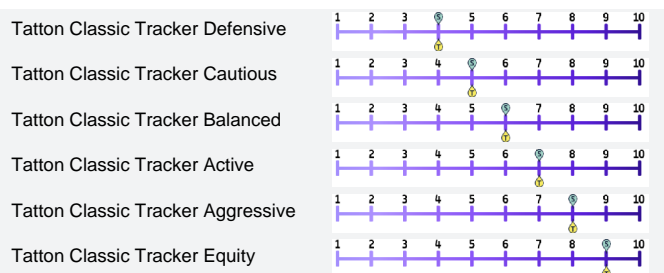 Tatton Classic Tracker Defensive 1 2 3 4 5 6 7 8 9 10
S
T
Tatton Classic Tracker Cautious 1 2 3 4 5 6 7 8 9 10
S
T
Tatton Classic Tracker Balanced 1 2 3 4 5 6 7 8 9 10
S
T
Tatton Classic Tracker Active 1 2 3 4 5 6 7 8 9 10
S
T
Tatton Classic Tracker Aggressive 1 2 3 4 5 6 7 8 9 10
S
T
Tatton Classic Tracker Equity 1 2 3 4 5 6 7 8 9 10
S
T